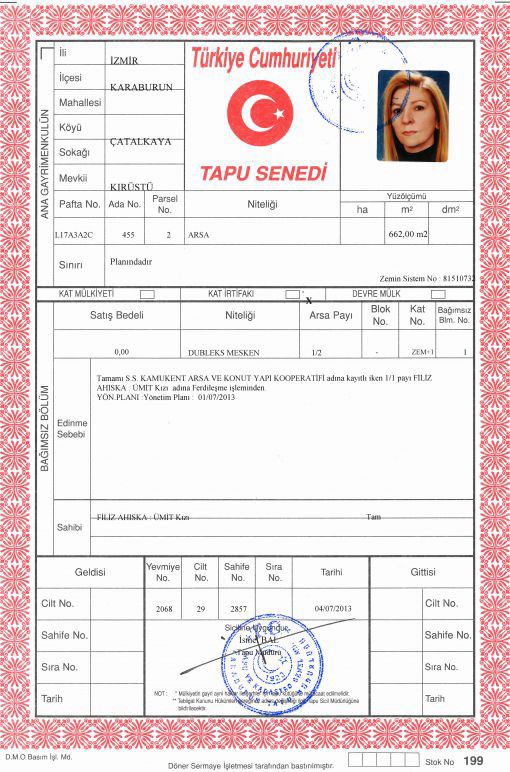 Türkiye Cumhuriyeti
TAPU SENEDİ
ANA GAYRİMENKULÜN
İli İZMİR
İlçesi KARABURUN
Mahallesi
Köyü ÇATALKAYA
Sokağı
Mevkii KIRÜSTÜ
Pafta No. Ada No. Parsel No. Niteliği Yüzölçümü
ha m2 dm2
L17A3A2C 455 2 ARSA 662,00 m2
Sınırı Planındadır
Zemin Sistem No : 81510732
KAT MÜLKİYETİ KAT İRTİFAKI X DEVRE MÜLK
BAĞIMSIZ BÖLÜM
Satış Bedeli Niteliği Arsa Payı Blok No. Kat No. Bağımsız Blm. No.
0,00 DUBLEKS MESKEN 1/2 - ZEM+1 1
Edinme Sebebi
Tamamı S.S. KAMUKENT ARSA VE KONUT YAPI KOOPERATİFİ adına kayıtlı iken 1/1 payı FİLİZ
AHISKA : ÜMİT Kızı adına Ferdileşme işleminden.
YÖN.PLANI :Yönetim Planı : 01/07/2013
Sahibi
FİLİZ AHISKA : ÜMİT Kızı Tam
Geldisi Yevmiye No. Cilt No. Sahife No. Sıra No. Tarihi Gittisi
Cilt No. 2068 29 2857 04/07/2013 Cilt No.
Sahife No. Sahife No.
Siciline Uygundur.
İsmet BAL
Tapu Müdürü
Sıra No. Sıra No.
Tarih Tarih
1923
NOT : * Mülkiyetin gayri ayni haklar
** Tebligat Kanunu Hükümleri Tapu Sicil Müdürlüğüne
bildirilecektir.
D.M.O Basım İşl. Md.
Döner Sermaye İşletmesi tarafından bastırılmıştır.
Stok No 199